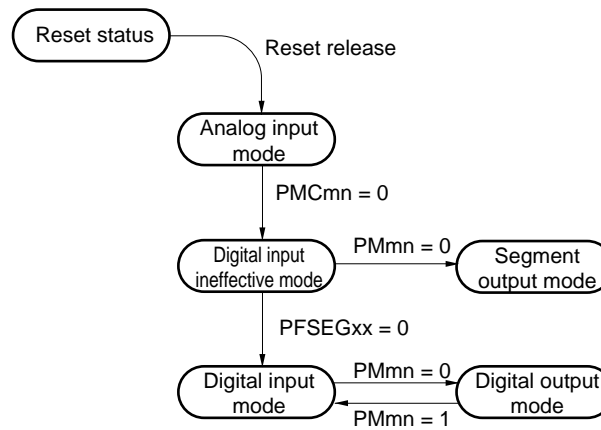 Reset status
Reset release
Analog input
mode
PMCmn = 0
Digital input
ineffective mode
PMmn = 0
Segment
output mode
PFSEGxx = 0
Digital input
mode
PMmn = 0
PMmn = 1
Digital output
mode